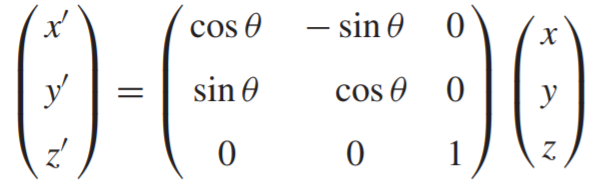 x′ cos θ − sin θ 0 x
y′ = sin θ cos θ 0 y
z′ 0 0 1 z